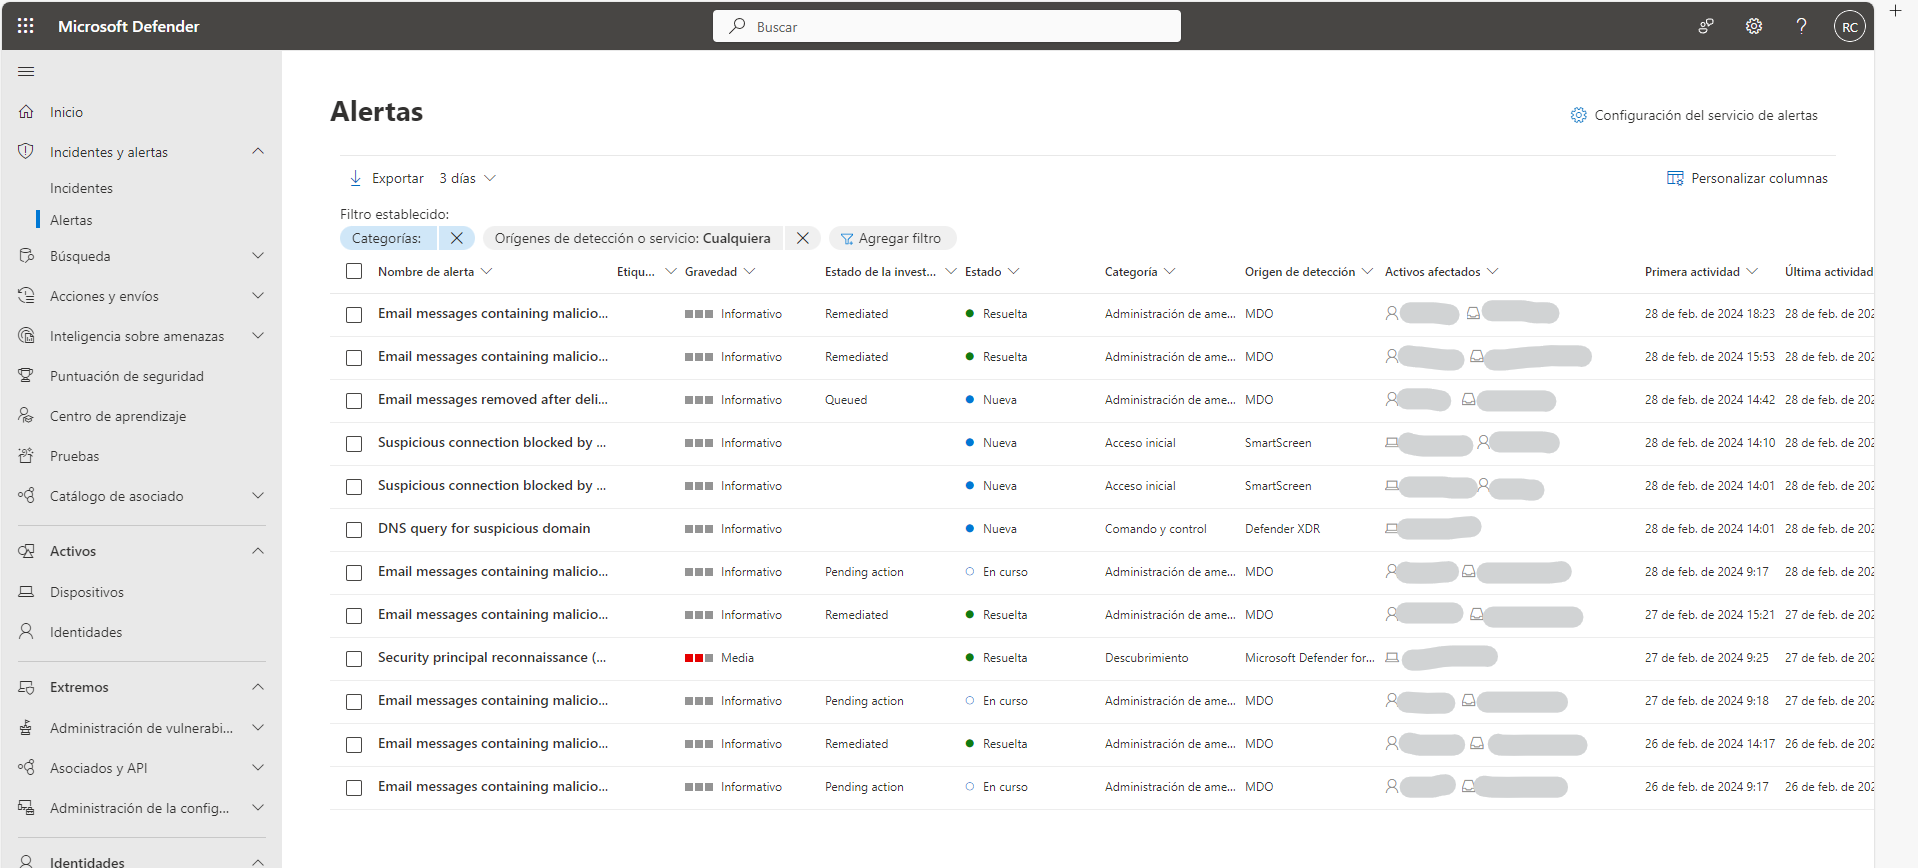 Microsoft Defender
Buscar
RC
Inicio
Incidentes y alertas
Incidentes
Alertas
Búsqueda
Acciones y envíos
Inteligencia sobre amenazas
Puntuación de seguridad
Centro de aprendizaje
Pruebas
Catálogo de asociado
Activos
Dispositivos
Identidades
Extremos
Administración de vulnerabi...
Asociados y API
Administración de la config...
Identidades
Alertas
Configuración del servicio de alertas
Exportar 3 días
Personalizar columnas
Filtro establecido:
Categorías: Orígenes de detección o servicio: Cualquiera Agregar filtro
Nombre de alerta Etiqu... Gravedad Estado de la invest... Estado Categoría Origen de detección Activos afectados Primera actividad Última actividad
Email messages containing malicio... Informativo Remediated Resuelta Administración de ame... MDO 28 de feb. de 2024 18:23 28 de feb. de 202
Email messages containing malicio... Informativo Remediated Resuelta Administración de ame... MDO 28 de feb. de 2024 15:53 28 de feb. de 202
Email messages removed after deli... Informativo Queued Nueva Administración de ame... MDO 28 de feb. de 2024 14:42 28 de feb. de 202
Suspicious connection blocked by ... Informativo Nueva Acceso inicial SmartScreen 28 de feb. de 2024 14:10 28 de feb. de 202
Suspicious connection blocked by ... Informativo Nueva Acceso inicial SmartScreen 28 de feb. de 2024 14:01 28 de feb. de 202
DNS query for suspicious domain Informativo Nueva Comando y control Defender XDR 28 de feb. de 2024 14:01 28 de feb. de 202
Email messages containing malicio... Informativo Pending action En curso Administración de ame... MDO 28 de feb. de 2024 9:17 28 de feb. de 202
Email messages containing malicio... Informativo Remediated Resuelta Administración de ame... MDO 27 de feb. de 2024 15:21 27 de feb. de 202
Security principal reconnaissance (... Media Resuelta Descubrimiento Microsoft Defender for... 27 de feb. de 2024 9:25 27 de feb. de 202
Email messages containing malicio... Informativo Pending action En curso Administración de ame... MDO 27 de feb. de 2024 9:18 27 de feb. de 202
Email messages containing malicio... Informativo Remediated Resuelta Administración de ame... MDO 26 de feb. de 2024 14:17 26 de feb. de 202
Email messages containing malicio... Informativo Pending action En curso Administración de ame... MDO 26 de feb. de 2024 9:17 26 de feb. de 202